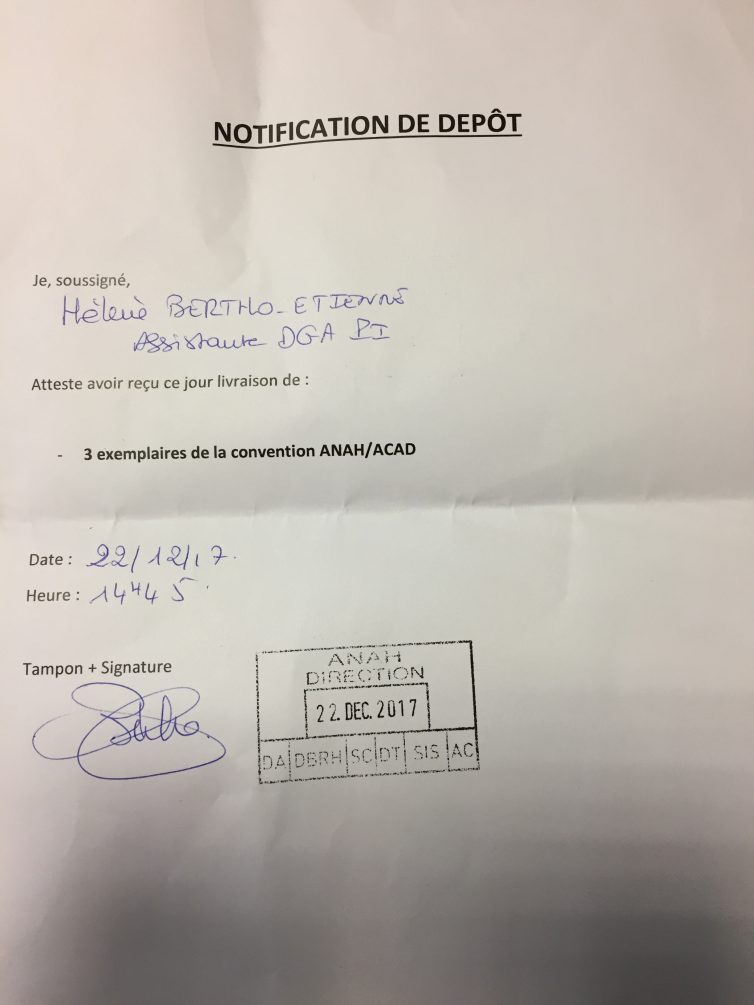 NOTIFICATION DE DEPÔT
Je, soussigné,
Hélène BERTHO-ETIENNE
Assistante DGA PI
Atteste avoir reçu ce jour livraison de :
- 3 exemplaires de la convention ANAH/ACAD
Date : 22/12/17.
Heure : 14H45
Tampon + Signature
ANAH
DIRECTION
22. DEC. 2017
DA DBRH SC DT SIS AC